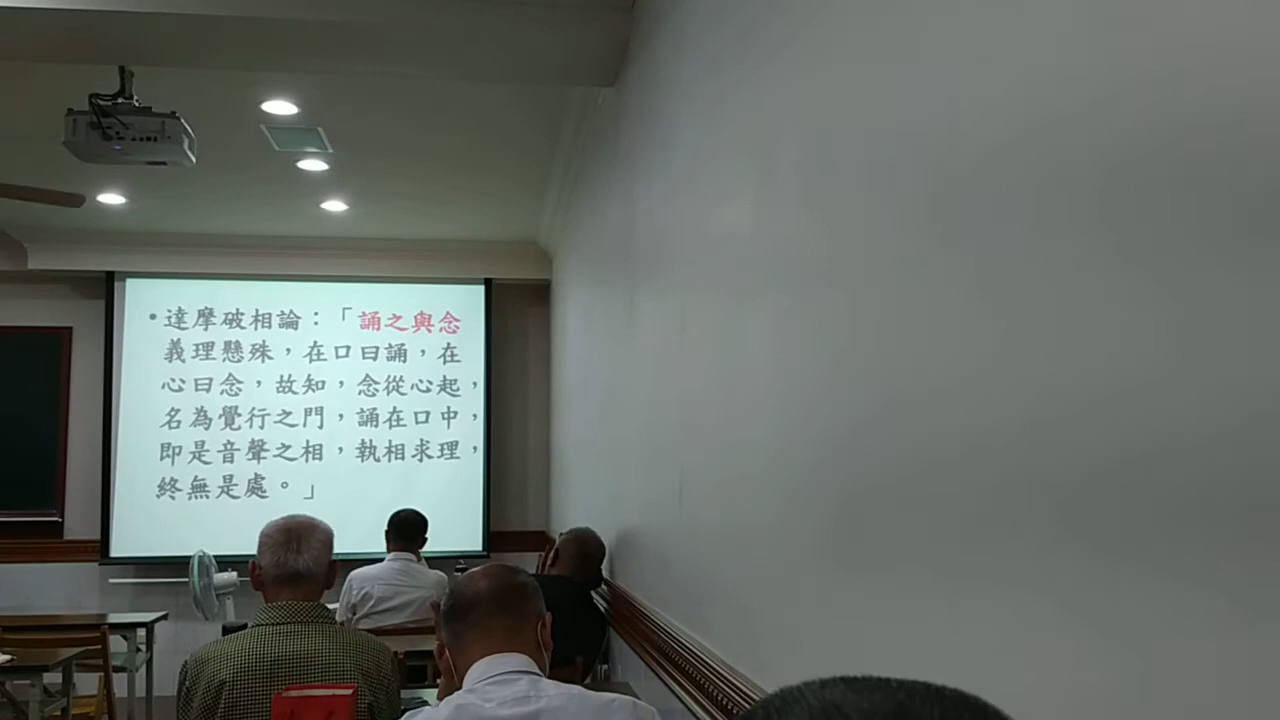 •達摩破相論：「誦之與念
義理懸殊，在口曰誦，在
心曰念，故知，念從心起，
名為覺行之門，誦在口中，
即是音聲之相，執相求理，
終無是處。」